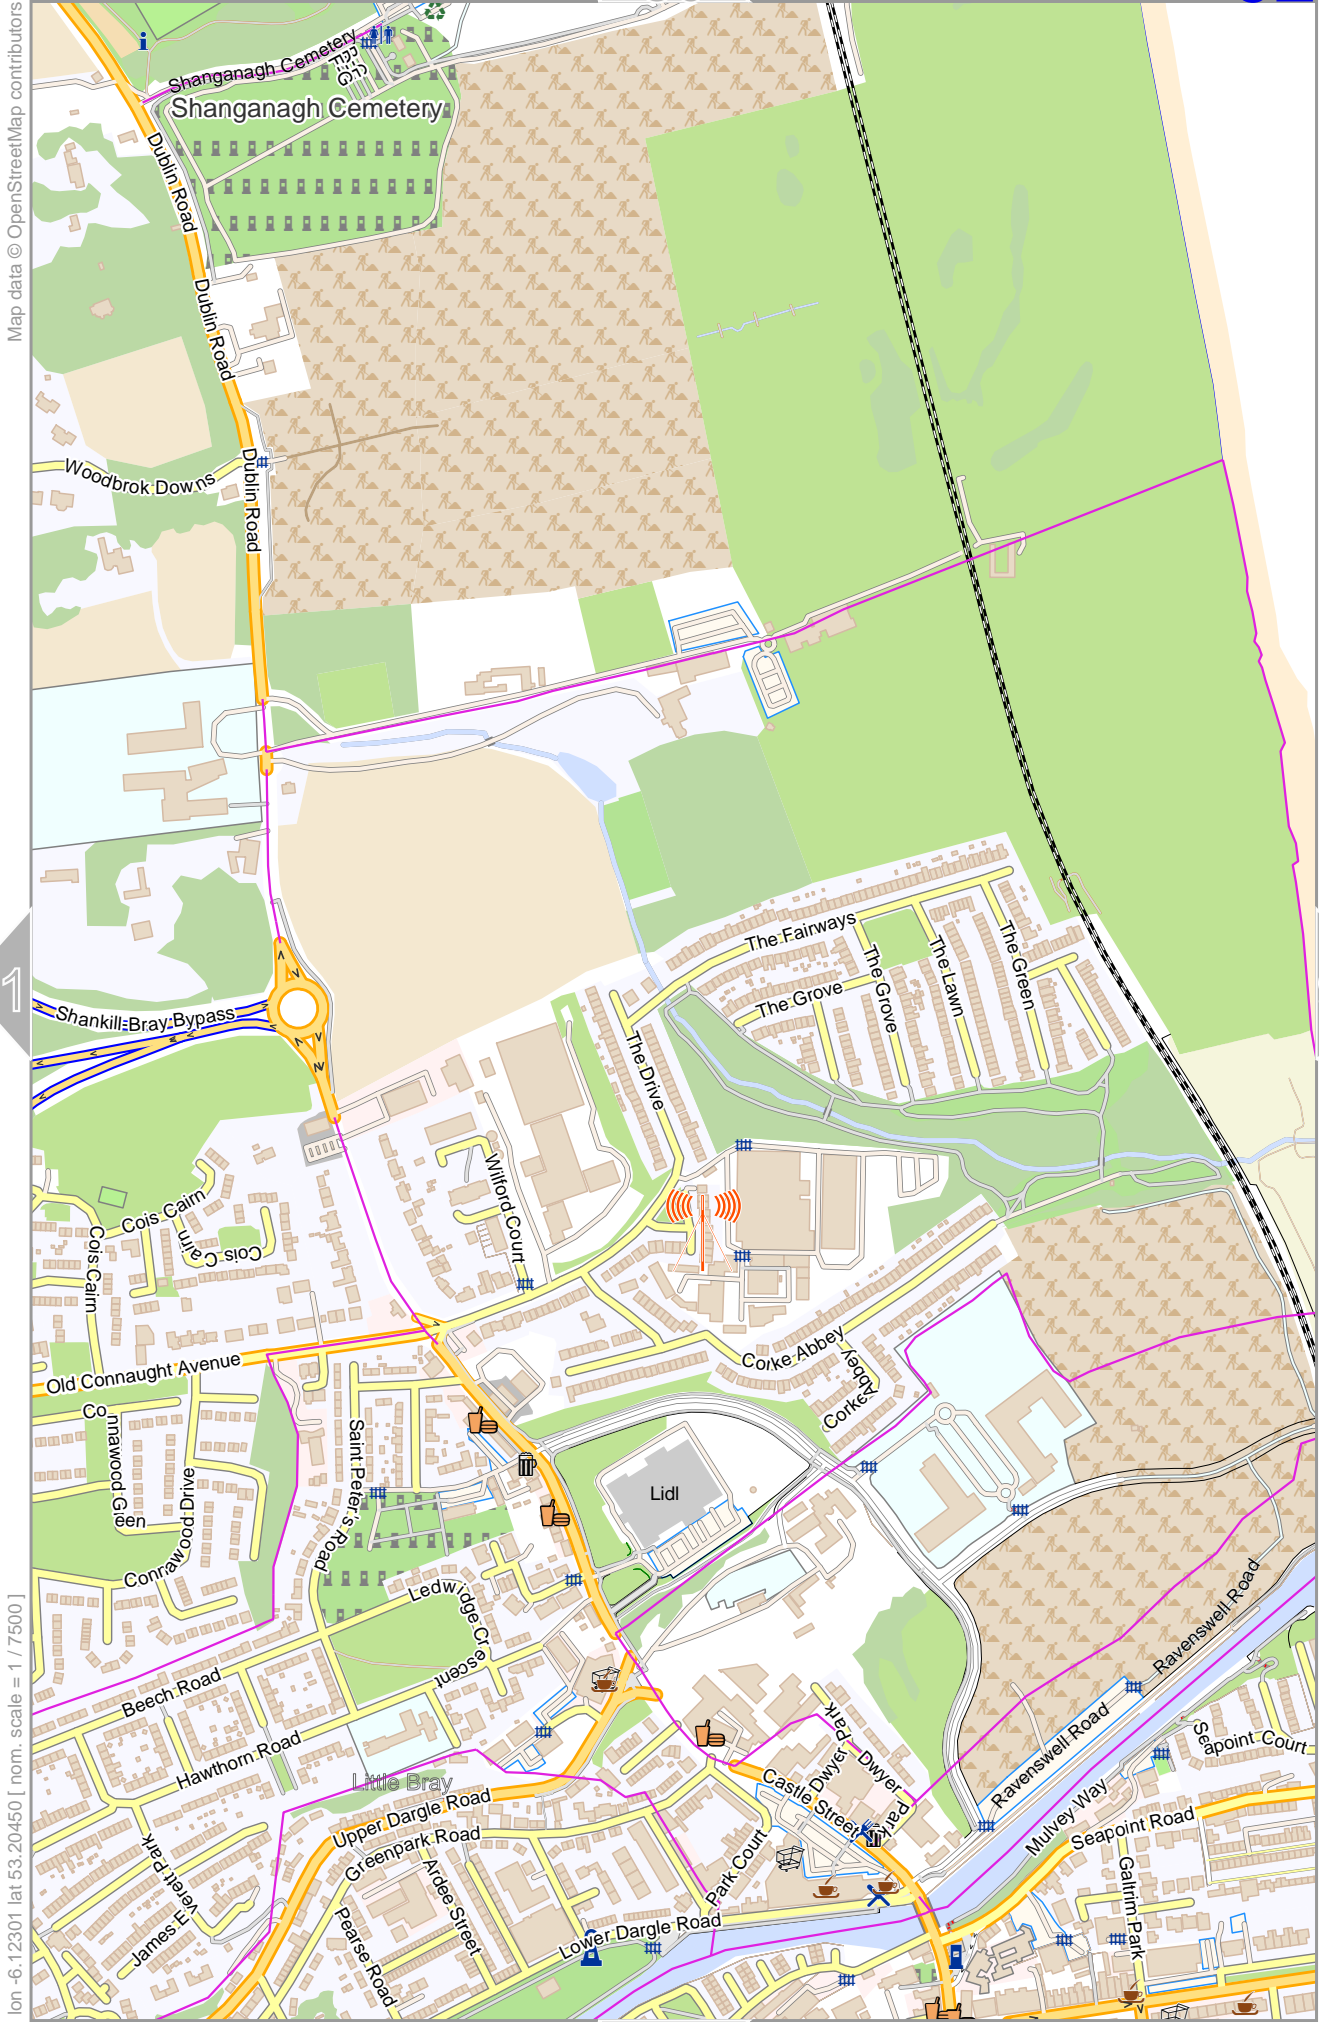 Map data © OpenStreetMap contributors
Shanganagh Cemetery
Shanganagh Cemetery
Dublin Road
Dublin Road
Woodbrok Downs
Dublin Road
The Fairways
The Grove
The Grove
The Lawn
The Green
1
Shankill Bray Bypass
The Drive
Wilford Court
Cois Cairn
Cois Cairn
Cois Cairn
Cois Cairn
Corke Abbey
Corke Abbey
Old Connaught Avenue
Connawood Green
Conrawood Drive
Saint Peter's Road
Lidl
Ledwidge Crescent
Ravenswell Road
Beech Road
Hawthorn Road
Little Bray
Dwyer Park
Dwyer Park
Castle Street
Ravenswell Road
Seapoint Court
Mulvey Way
Seapoint Road
Upper Dargle Road
Greenpark Road
James Everett Park
Ardee Street
Pearse Road
Park Court
Galtrim Park
Lower Dargle Road
lon -6.12301 lat 53.20450 [ nom. scale = 1 / 7500 ]